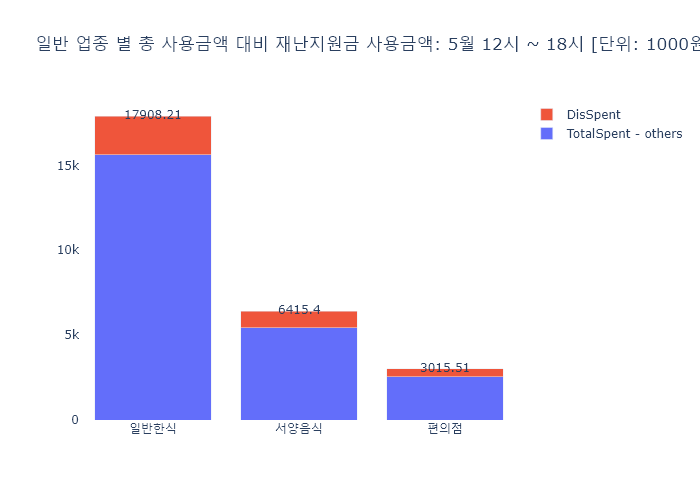 일반 업종 별 총 사용금액 대비 재난지원금 사용금액: 5월 12시 ~ 18시 [단위: 1000원
DisSpent
TotalSpent - others
17908.21
15k
10k
6415.4
5k
3015.51
0
일반한식 서양음식 편의점